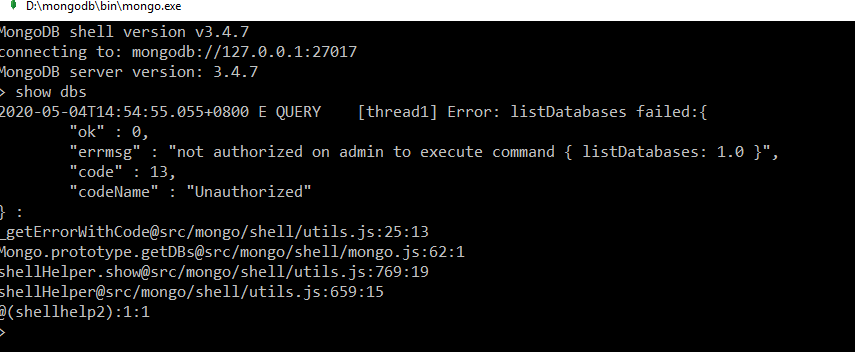 D:\mongodb\bin\mongo.exe
MongoDB shell version v3.4.7
connecting to: mongodb://127.0.0.1:27017
MongoDB server version: 3.4.7
> show dbs
2020-05-04T14:54:55.055+0800 E QUERY    [thread1] Error: listDatabases failed:{
        "ok" : 0,
        "errmsg" : "not authorized on admin to execute command { listDatabases: 1.0 }",
        "code" : 13,
        "codeName" : "Unauthorized"
} :
_getErrorWithCode@src/mongo/shell/utils.js:25:13
Mongo.prototype.getDBs@src/mongo/shell/mongo.js:62:1
shellHelper.show@src/mongo/shell/utils.js:769:19
shellHelper@src/mongo/shell/utils.js:659:15
@(shellhelp2):1:1
>